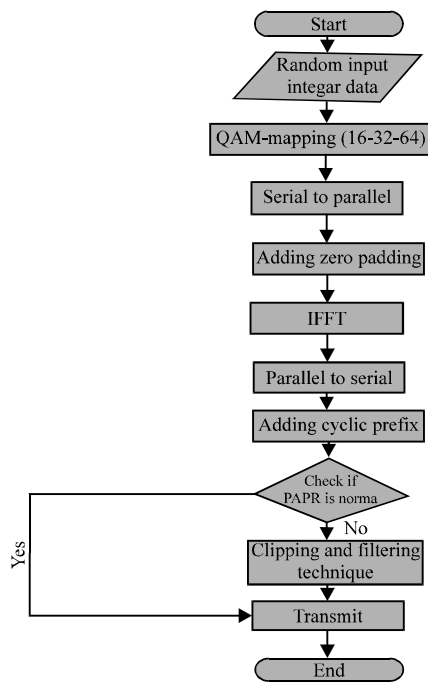 Start
Random input
integar data
QAM-mapping (16-32-64)
Serial to parallel
Adding zero padding
IFFT
Parallel to serial
Adding cyclic prefix
Check if
PAPR is norma
No
Yes
Clipping and filtering
technique
Transmit
End